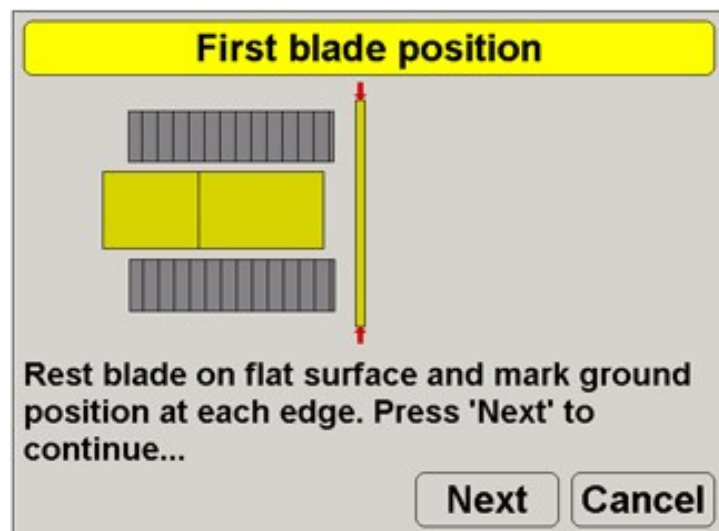 First blade position
Rest blade on flat surface and mark ground
position at each edge. Press 'Next' to
continue...
Next
Cancel